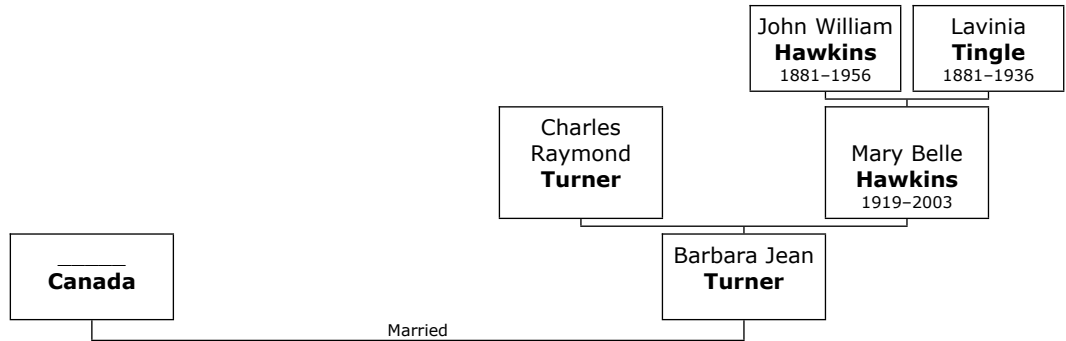 John William
Hawkins
1881–1956
Lavinia
Tingle
1881–1936
Charles
Raymond
Turner
Mary Belle
Hawkins
1919–2003
______
Canada
Barbara Jean
Turner
Married